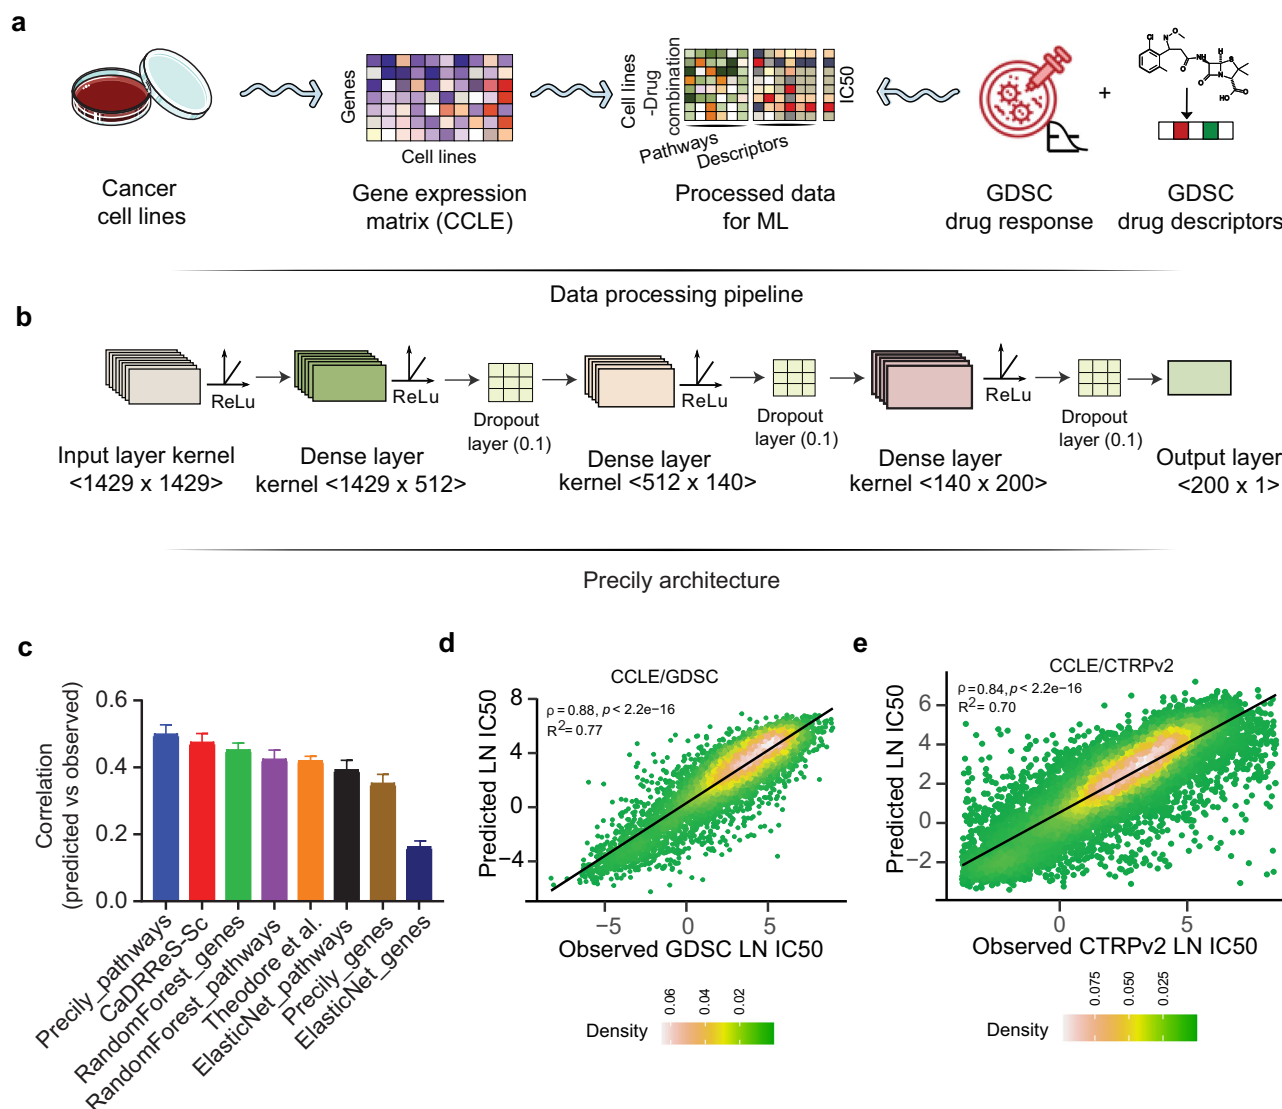 a
Genes
Cell lines
Cell lines
-Drug
combination
Pathways
Descriptors
IC50
+
Cl
N
O
NH
O
H
S
N
O
O
HO
Cancer
cell lines
Gene expression
matrix (CCLE)
Processed data
for ML
GDSC
drug response
GDSC
drug descriptors
Data processing pipeline
b
ReLu
ReLu
Dropout
layer (0.1)
ReLu
Dropout
layer (0.1)
ReLu
Dropout
layer (0.1)
Input layer kernel
<1429 x 1429>
Dense layer
kernel <1429 x 512>
Dense layer
kernel <512 x 140>
Dense layer
kernel <140 x 200>
Output layer
<200 x 1>
Precily architecture
c
Correlation
(predicted vs observed)
0.6
0.4
0.2
0.0
Precily_pathways
CaDRReS-Sc
RandomForest_genes
RandomForest_pathways
Theodore et al.
ElasticNet_pathways
Precily_genes
ElasticNet_genes
d
CCLE/GDSC
ρ = 0.88, p < 2.2e−16
R2 = 0.77
Predicted LN IC50
8
4
0
−4
−5
0
5
Observed GDSC LN IC50
Density
0.06
0.04
0.02
e
CCLE/CTRPv2
ρ = 0.84, p < 2.2e−16
R2 = 0.70
Predicted LN IC50
6
4
2
0
−2
0
5
Observed CTRPv2 LN IC50
Density
0.075
0.050
0.025